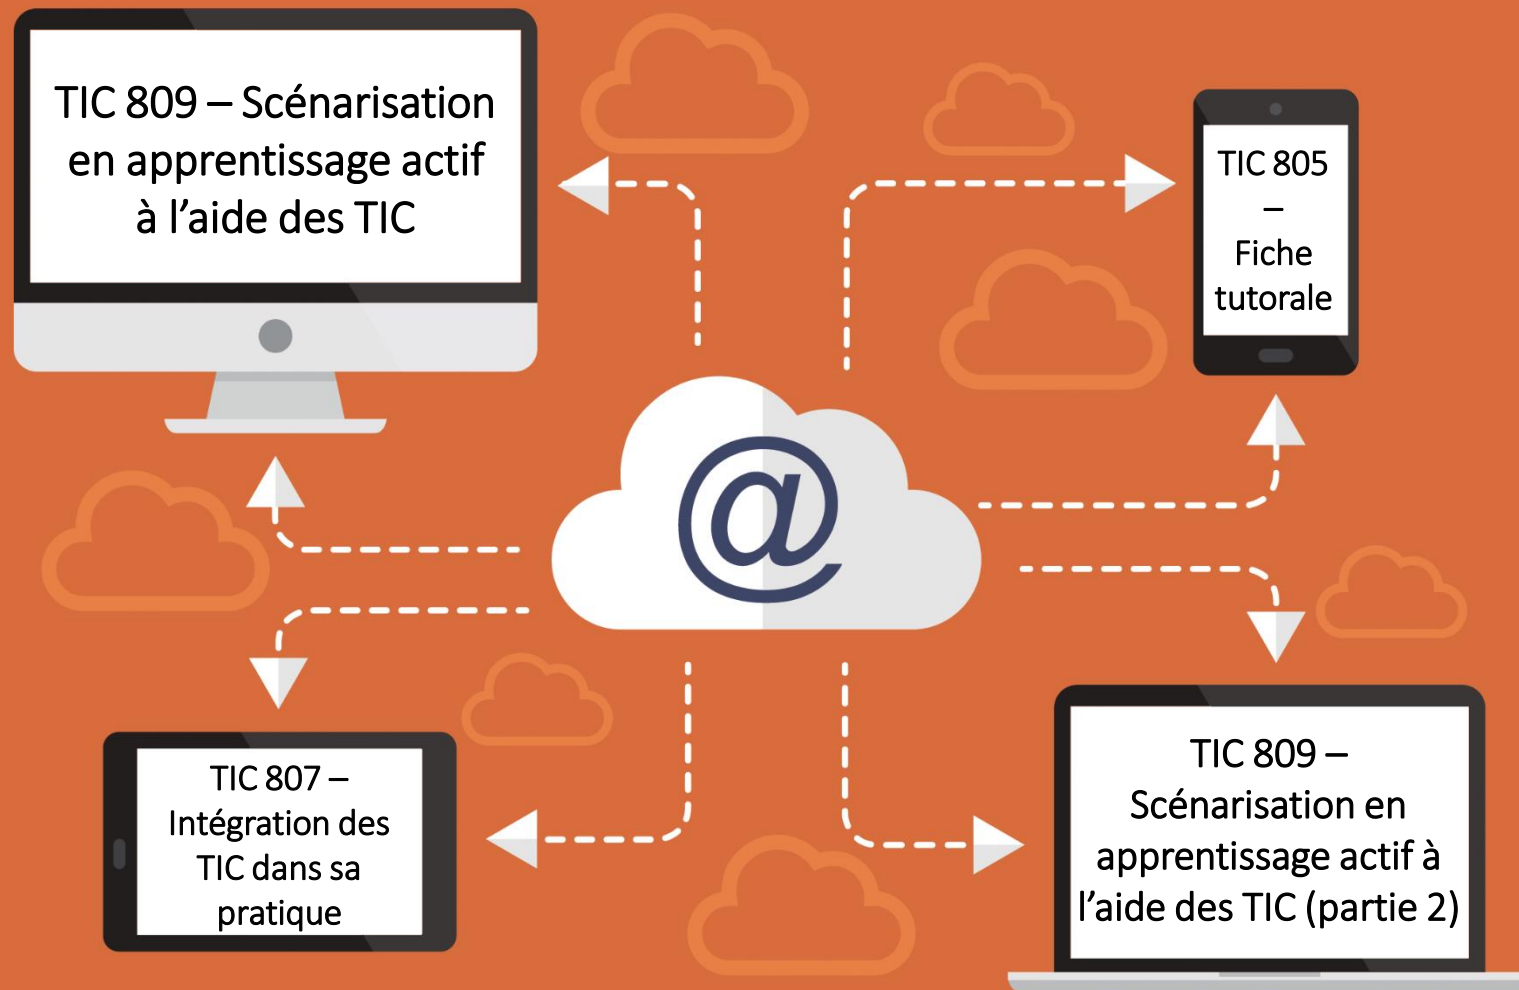 TIC 809 – Scénarisation
en apprentissage actif
à l’aide des TIC
TIC 805
–
Fiche
tutorale
@
TIC 807 –
Intégration des
TIC dans sa
pratique
TIC 809 –
Scénarisation en
apprentissage actif à
l’aide des TIC (partie 2)